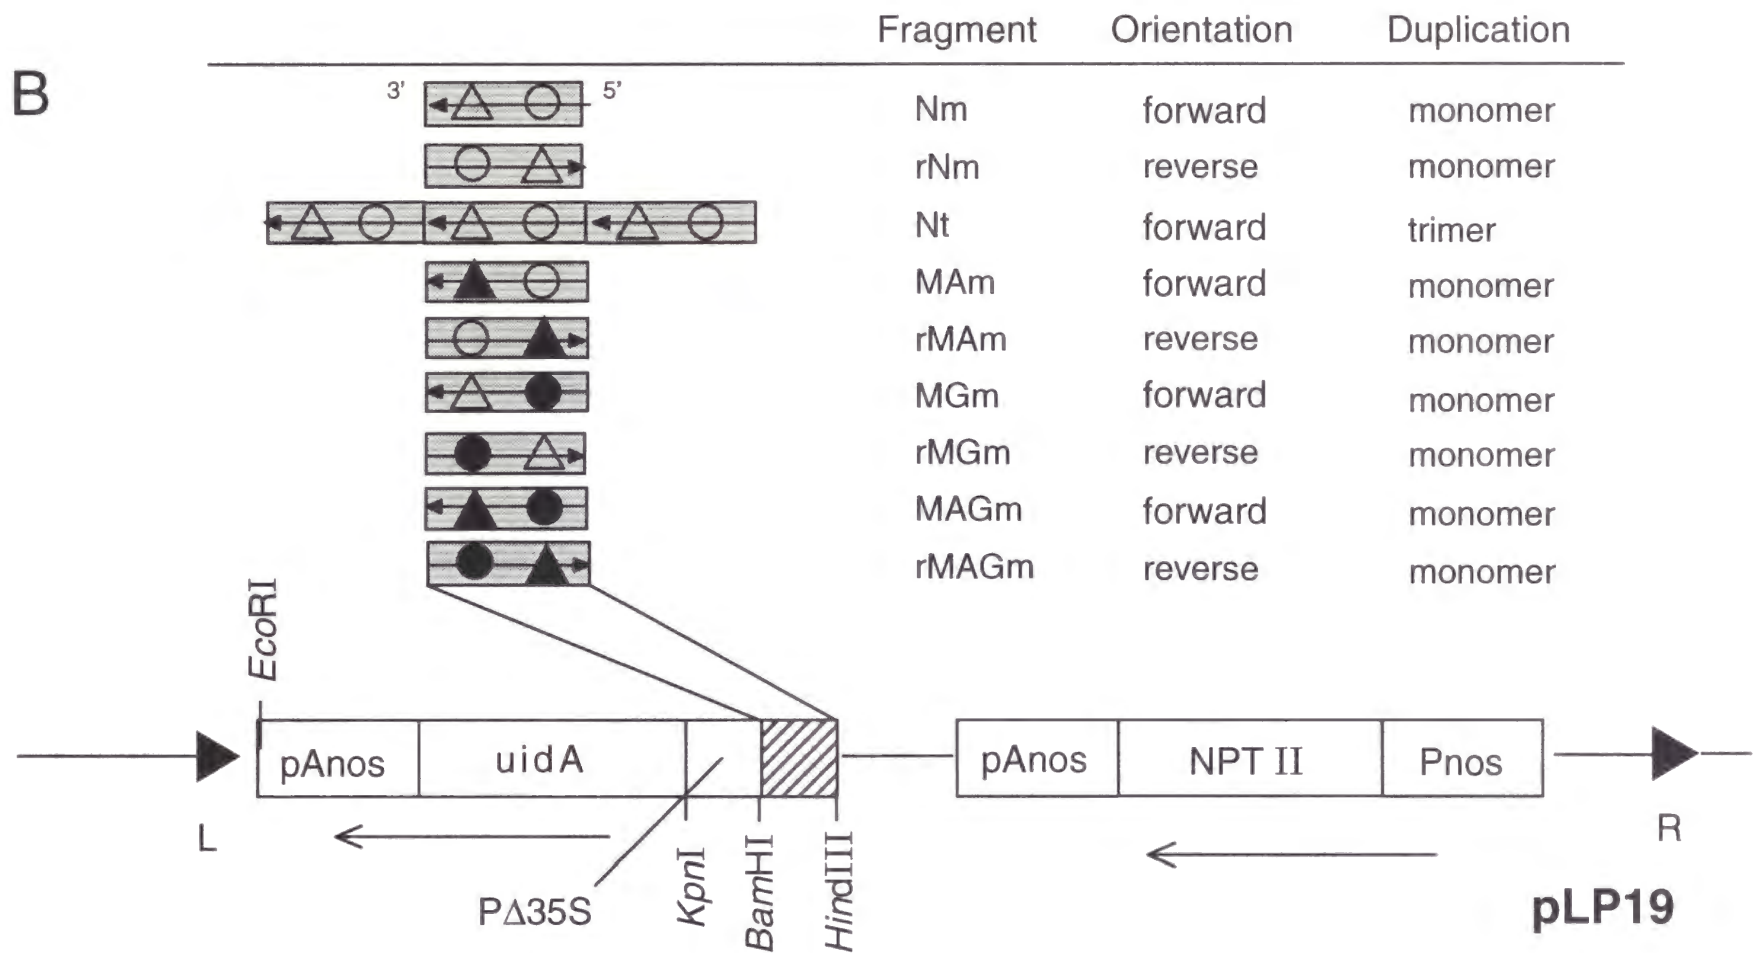 Fragment Orientation Duplication
B
3' 5' Nm forward monomer
rNm reverse monomer
Nt forward trimer
MAm forward monomer
rMAm reverse monomer
MGm forward monomer
rMGm reverse monomer
MAGm forward monomer
rMAGm reverse monomer
EcoRI
pAnos uidA pAnos NPT II Pnos
L R
PΔ35S KpnI BamHI HindIII
pLP19